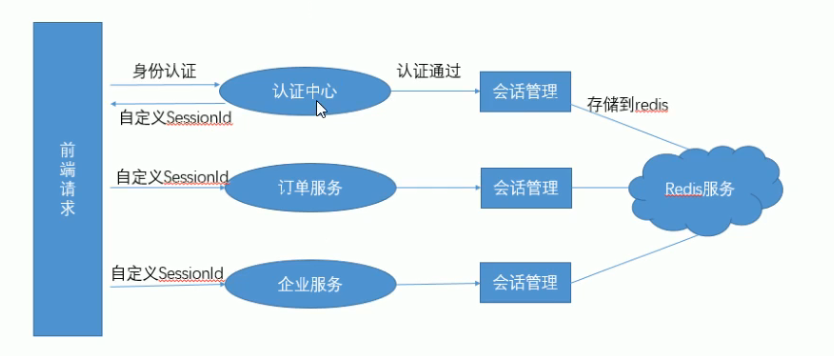 前端请求
身份认证
自定义SessionId
认证中心
认证通过
会话管理
存储到redis
自定义SessionId
订单服务
会话管理
Redis服务
自定义SessionId
企业服务
会话管理